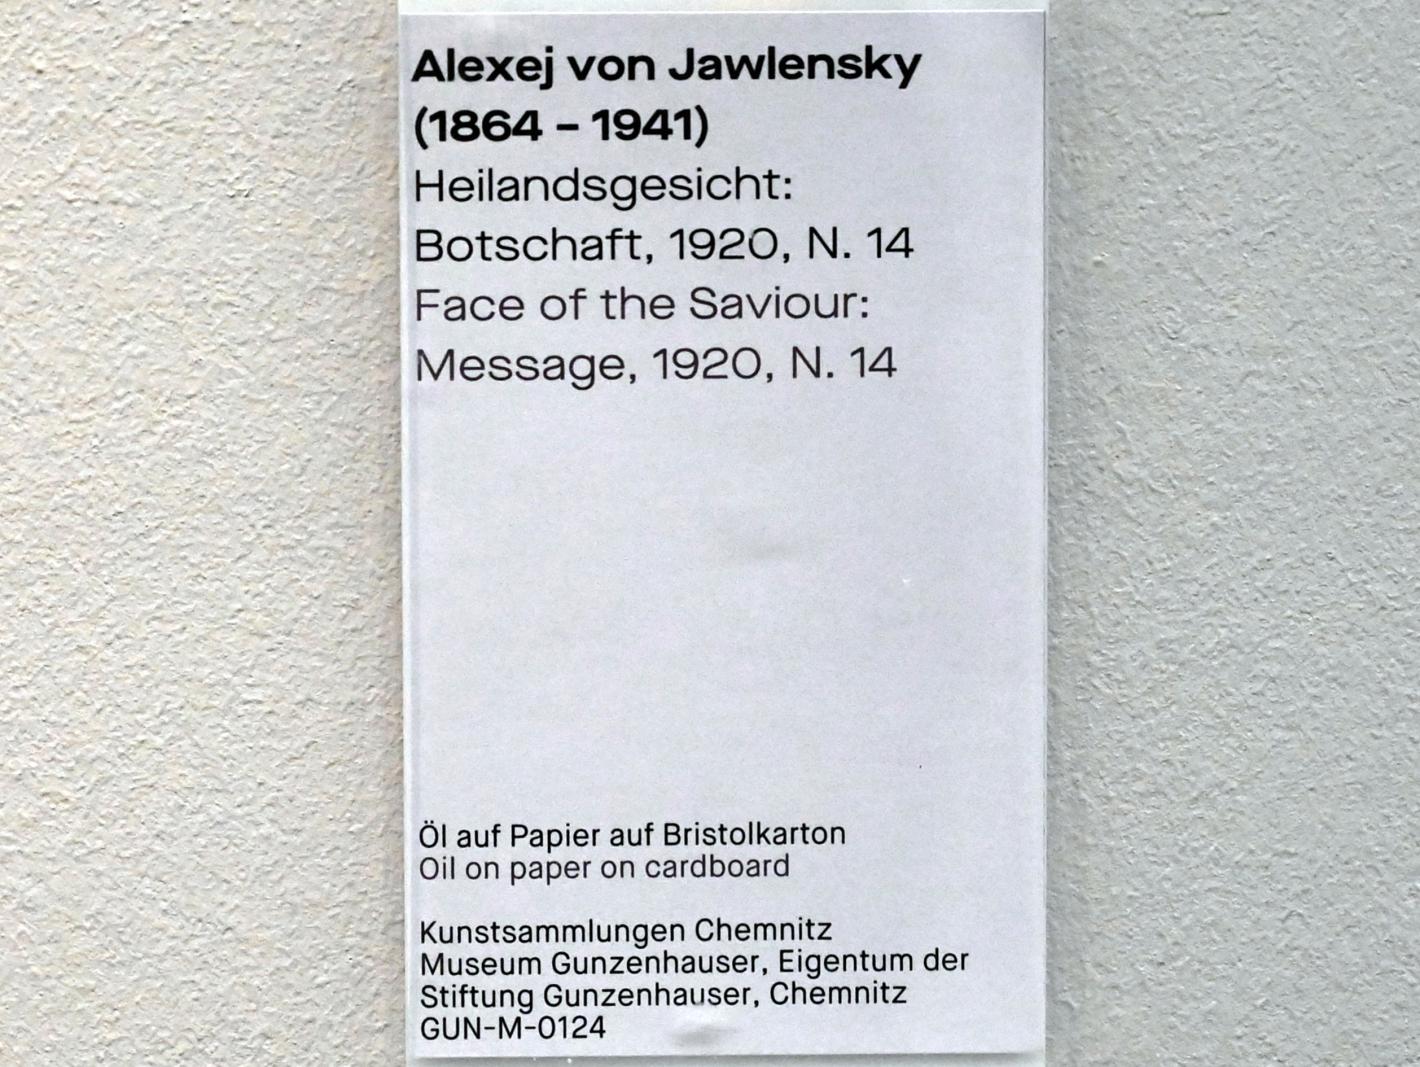 Alexej von Jawlensky
(1864 – 1941)
Heilandsgesicht:
Botschaft, 1920, N. 14
Face of the Saviour:
Message, 1920, N. 14
Öl auf Papier auf Bristolkarton
Oil on paper on cardboard
Kunstsammlungen Chemnitz
Museum Gunzenhauser, Eigentum der
Stiftung Gunzenhauser, Chemnitz
GUN-M-0124